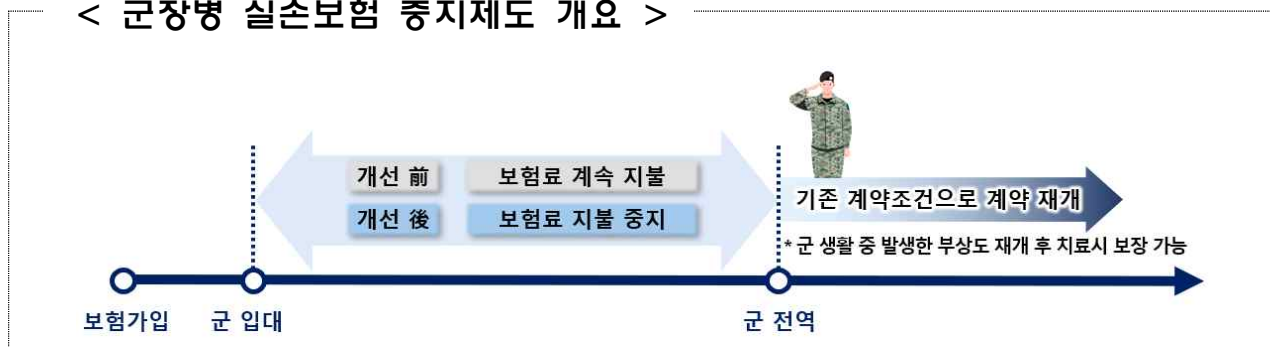 < 군장병 실손보험 중지제도 개요 >
개선 前 보험료 계속 지불
개선 後 보험료 지불 중지
기존 계약조건으로 계약 재개
* 군 생활 중 발생한 부상도 재개 후 치료시 보장 가능
보험가입 군 입대 군 전역